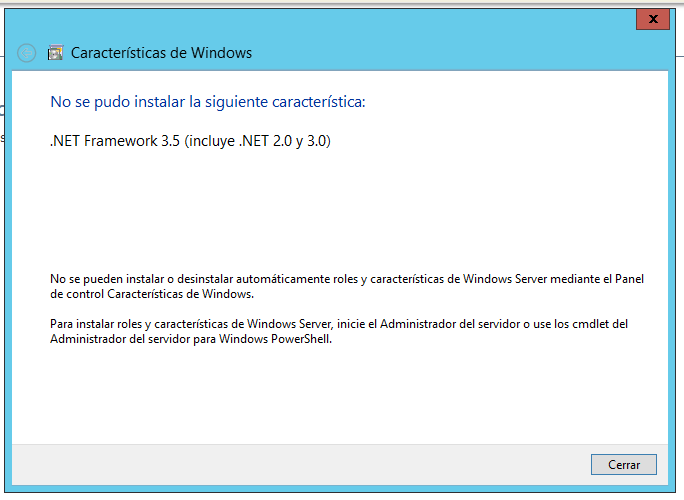 x
Características de Windows
No se pudo instalar la siguiente característica:
.NET Framework 3.5 (incluye .NET 2.0 y 3.0)
No se pueden instalar o desinstalar automáticamente roles y características de Windows Server mediante el Panel
de control Características de Windows.
Para instalar roles y características de Windows Server, inicie el Administrador del servidor o use los cmdlet del
Administrador del servidor para Windows PowerShell.
Cerrar